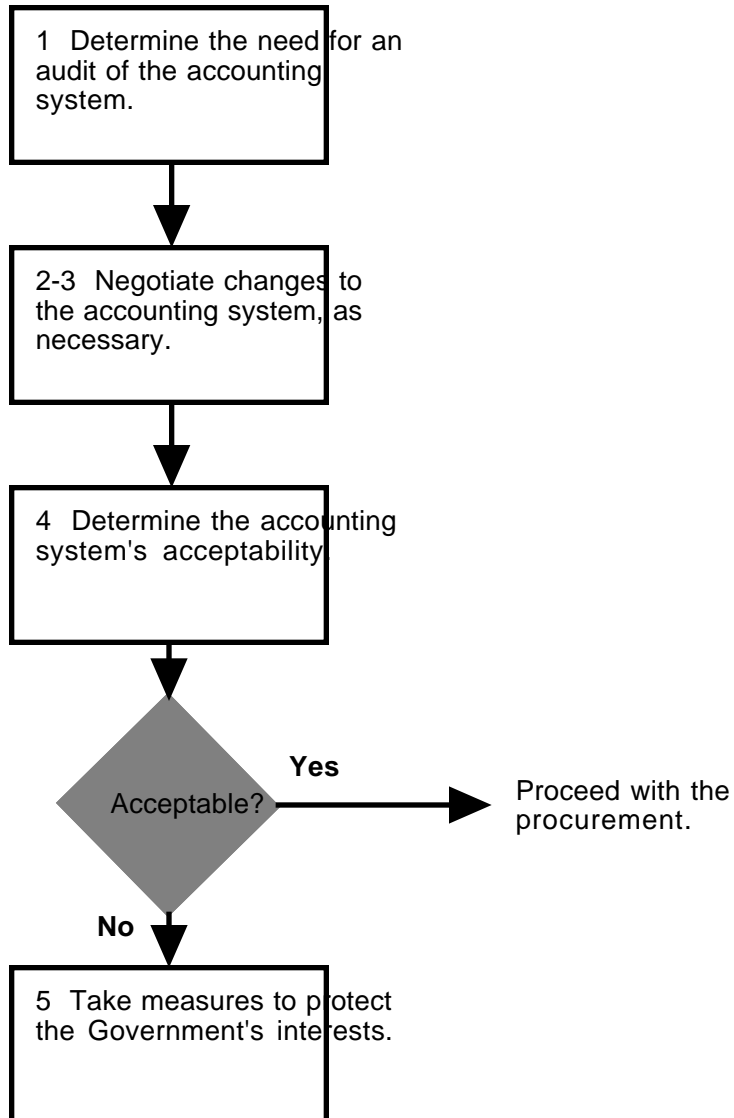 1 Determine the need for an
audit of the accounting
system.
2-3 Negotiate changes to
the accounting system, as
necessary.
4 Determine the accounting
system's acceptability.
Yes
Acceptable?
Proceed with the
procurement.
No
5 Take measures to protect
the Government's interests.